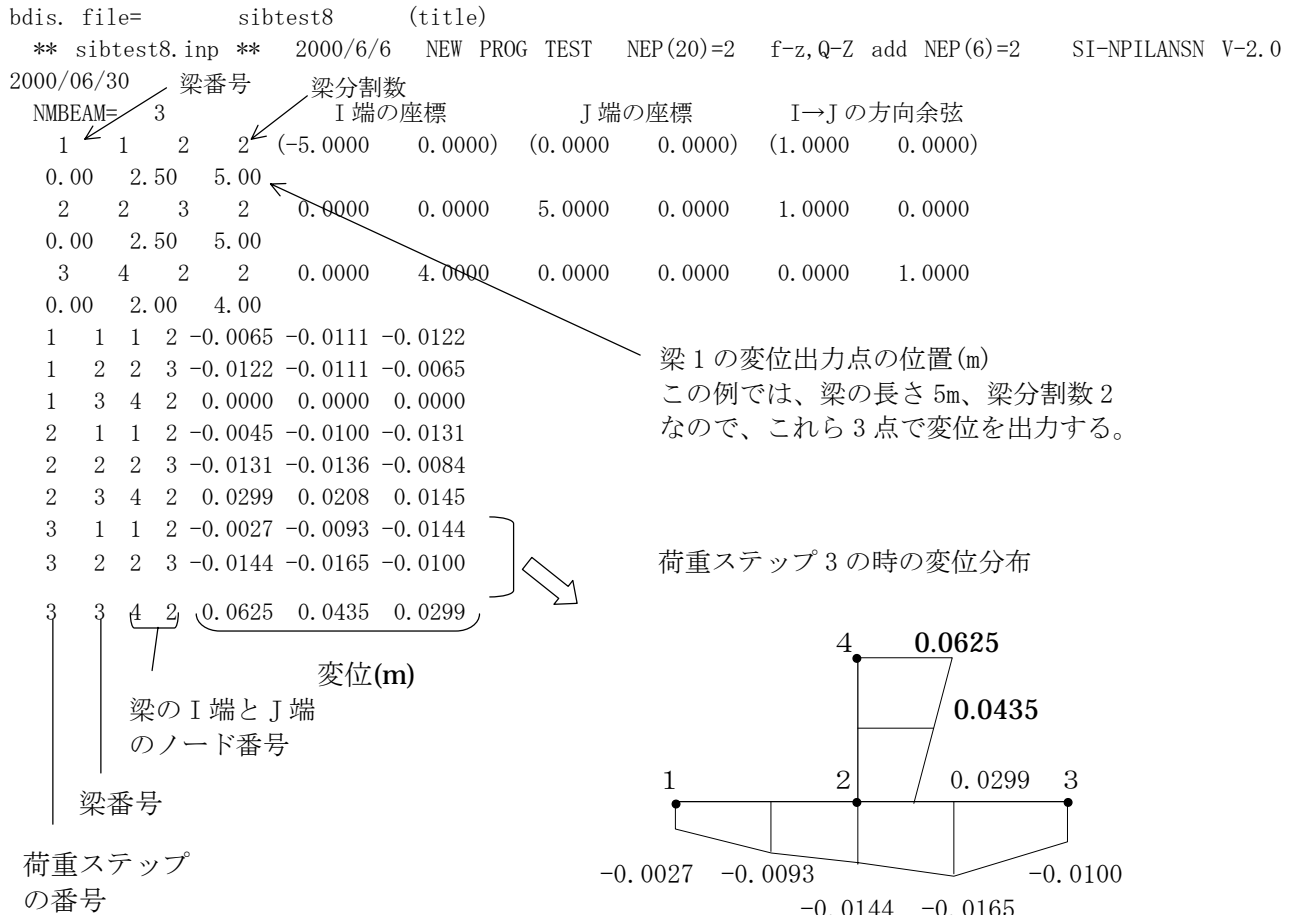 bdis. file= sibtest8 (title)
** sibtest8.inp ** 2000/6/6 NEW PROG TEST NEP(20)=2 f-z,Q-Z add NEP(6)=2 SI-NPILANSN V-2.0
2000/06/30 梁番号 梁分割数
NMBEAM= 3 Ｉ端の座標 Ｊ端の座標 I→Ｊの方向余弦
1 1 2 2 (-5.0000 0.0000) (0.0000 0.0000) (1.0000 0.0000)
0.00 2.50 5.00
2 2 3 2 0.0000 0.0000 5.0000 0.0000 1.0000 0.0000
0.00 2.50 5.00
3 4 2 2 0.0000 4.0000 0.0000 0.0000 0.0000 1.0000
0.00 2.00 4.00
1 1 1 2 -0.0065 -0.0111 -0.0122
1 2 2 3 -0.0122 -0.0111 -0.0065
1 3 4 2 0.0000 0.0000 0.0000
2 1 1 2 -0.0045 -0.0100 -0.0131
2 2 2 3 -0.0131 -0.0136 -0.0084
2 3 4 2 0.0299 0.0208 0.0145
3 1 1 2 -0.0027 -0.0093 -0.0144
3 2 2 3 -0.0144 -0.0165 -0.0100
3 3 4 2 0.0625 0.0435 0.0299
梁１の変位出力点の位置(m)
この例では、梁の長さ 5m、梁分割数 2
なので、これら 3 点で変位を出力する。
変位(m)
梁のＩ端とＪ端
のノード番号
梁番号
荷重ステップ
の番号
荷重ステップ 3 の時の変位分布
4 0.0625
0.0435
1 2 0.0299 3
-0.0027 -0.0093 -0.0100
-0.0144 -0.0165